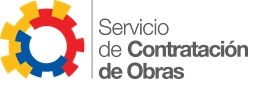 Servicio
de Contratación
de Obras